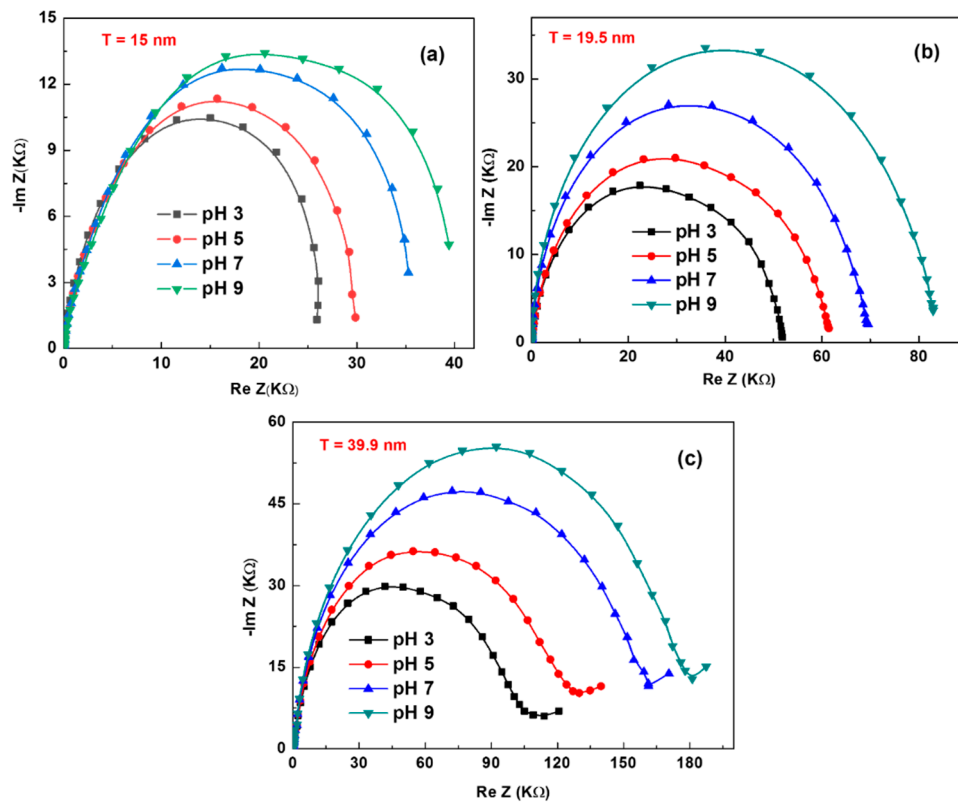 T = 15 nm
(a)
15
12
9
6
3
0
-Im Z(KΩ)
pH 3
pH 5
pH 7
pH 9
0 10 20 30 40
Re Z(KΩ)
T = 19.5 nm
(b)
30
20
10
0
-Im Z (KΩ)
pH 3
pH 5
pH 7
pH 9
0 20 40 60 80
Re Z (KΩ)
T = 39.9 nm
(c)
60
45
30
15
0
-Im Z (KΩ)
pH 3
pH 5
pH 7
pH 9
0 30 60 90 120 150 180
Re Z (KΩ)